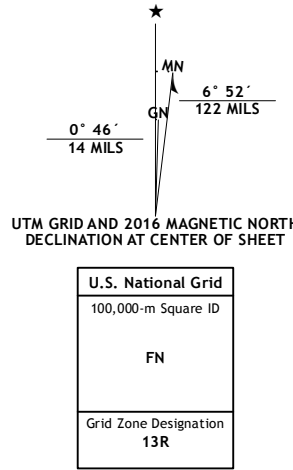 ★
MN
6° 52´
122 MILS
GN
0° 46´
14 MILS
UTM GRID AND 2016 MAGNETIC NORTH
DECLINATION AT CENTER OF SHEET
U.S. National Grid
100,000-m Square ID
FN
Grid Zone Designation
13R